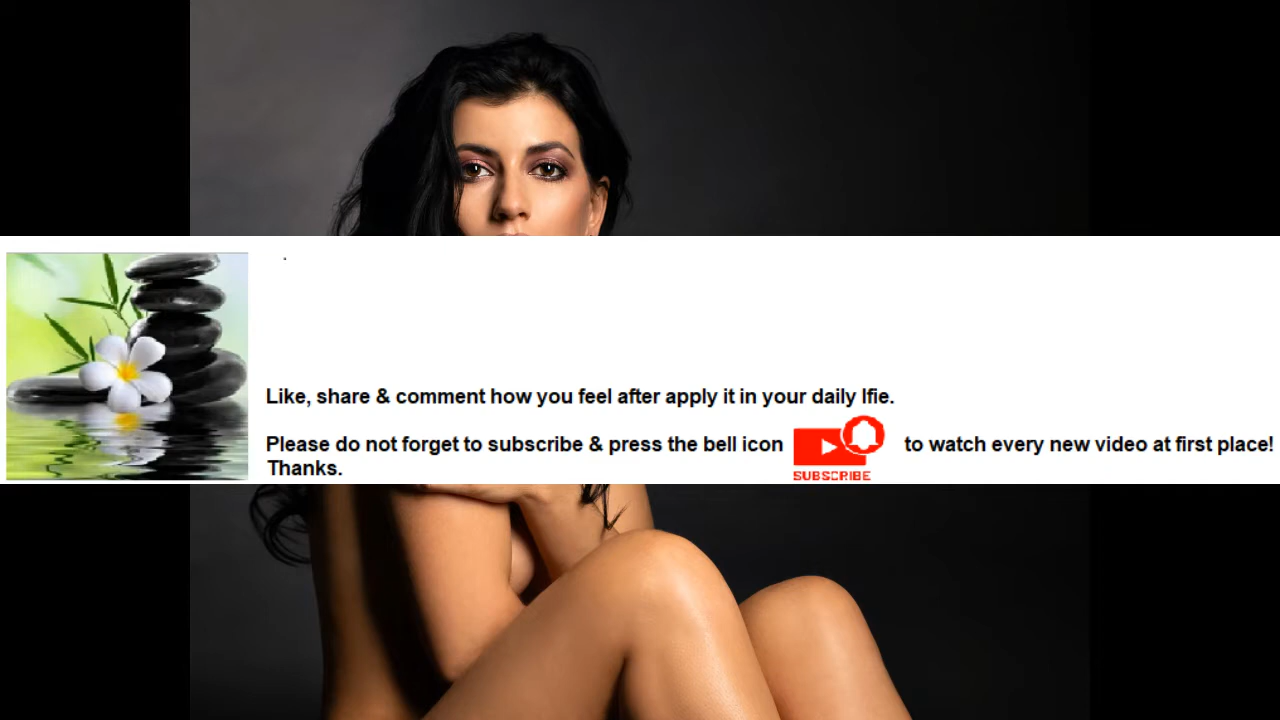 Like, share & comment how you feel after apply it in your daily lfie.
Please do not forget to subscribe & press the bell icon to watch every new video at first place!
SUBSCRIBE
Thanks.